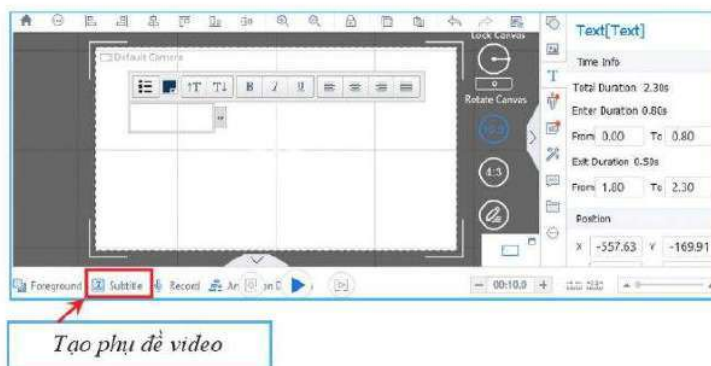 Lock Canvas
Text[Text]
Default Camera
Time Info
T
B I U
Total Duration 2.30s
Rotate Canvas
0
Enter Duration 0.80s
From 0.00 To 0.80
4:3
Exit Duration 0.50s
From 1.80 To 2.30
Position
X -557.63 Y -169.91
Foreground Subtitle Record
00:10.0
Tạo phụ đề video